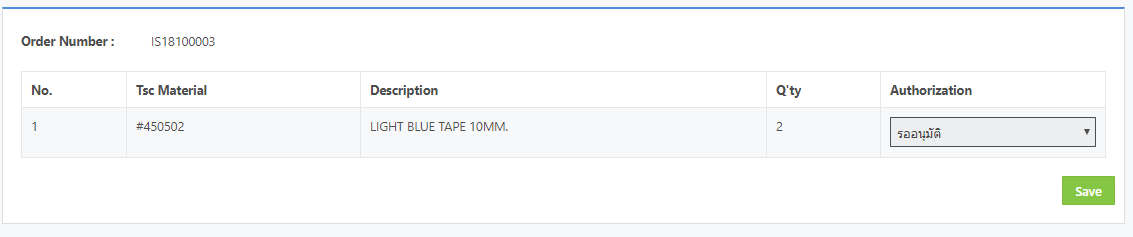 Order Number : IS18100003
No. Tsc Material Description Q'ty Authorization
1 #450502 LIGHT BLUE TAPE 10MM. 2 รออนุมัติ
Save